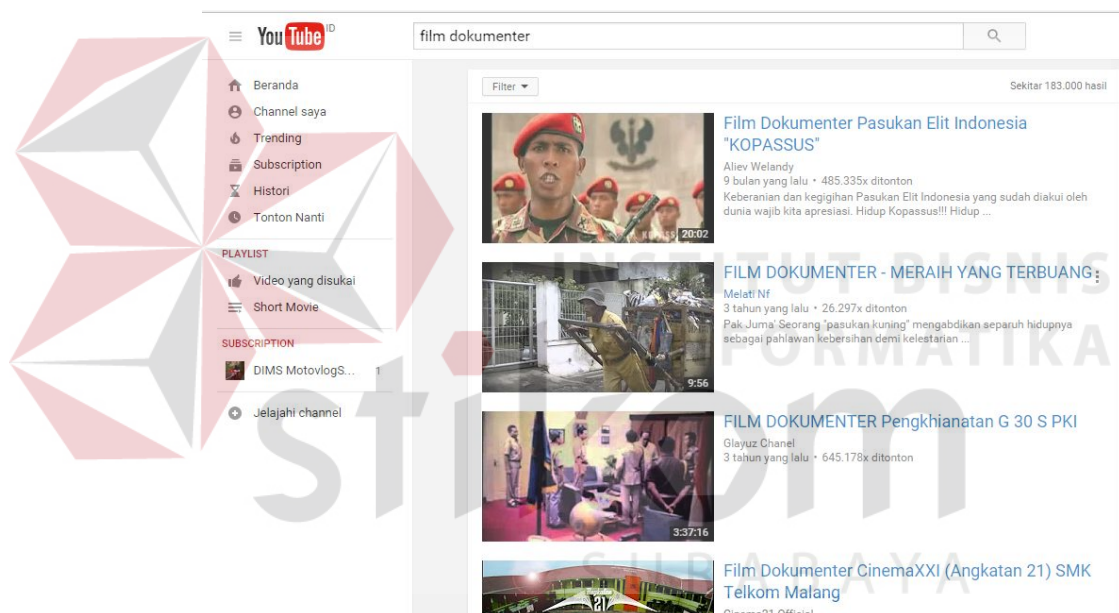 YouTube ID
film dokumenter
Beranda
Channel saya
Trending
Subscription
Histori
Tonton Nanti
PLAYLIST
Video yang disukai
Short Movie
SUBSCRIPTION
DIMS MotovlogS... 1
Jelajahi channel
Filter
Sekitar 183.000 hasil
20:02
Film Dokumenter Pasukan Elit Indonesia
"KOPASSUS"
Aliev Welandy
9 bulan yang lalu • 485.335x ditonton
Keberanian dan kegigihan Pasukan Elit Indonesia yang sudah diakui oleh
dunia wajib kita apresiasi. Hidup Kopassus!!! Hidup ...
9:56
FILM DOKUMENTER - MERAIH YANG TERBUANG
Melati Nf
3 tahun yang lalu • 26.297x ditonton
Pak Juma' Seorang "pasukan kuning" mengabdikan separuh hidupnya
sebagai pahlawan kebersihan demi kelestarian ...
3:37:16
FILM DOKUMENTER Pengkhianatan G 30 S PKI
Glayuz Chanel
3 tahun yang lalu • 645.178x ditonton
21
Film Dokumenter CinemaXXI (Angkatan 21) SMK
Telkom Malang
Cinema21 Official
INSTITUT BISNIS
INFORMATIKA
stikom
SURABAYA